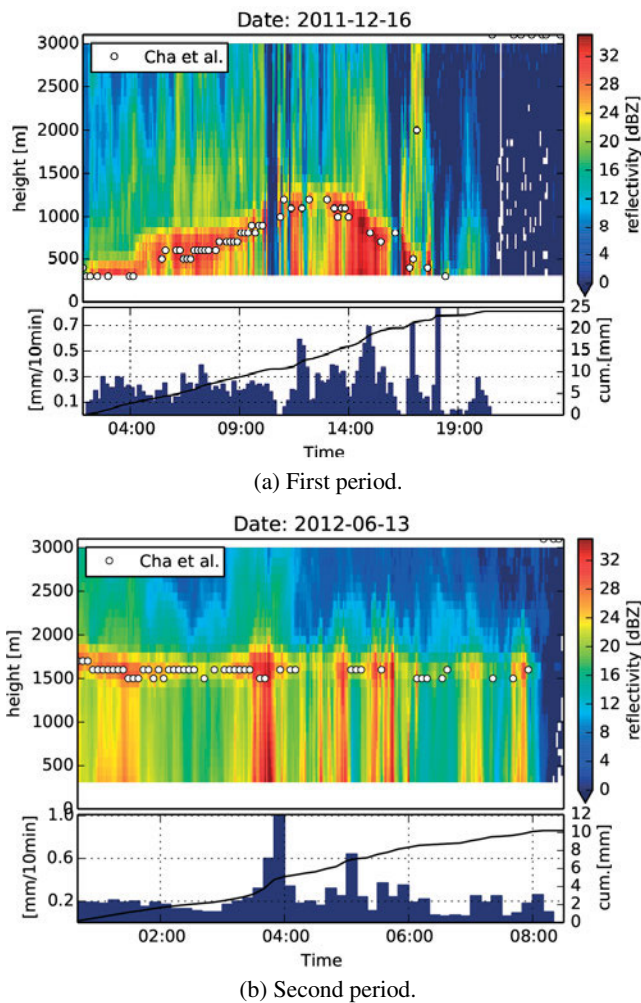 Date: 2011-12-16
Cha et al.
3000
2500
2000
1500
1000
500
0
height [m]
32
28
24
20
16
12
8
4
0
reflectivity [dBZ]
0.7
0.5
0.3
0.1
[mm/10min]
25
20
15
10
5
0
cum.[mm]
04:00 09:00 14:00 19:00
Time
(a) First period.
Date: 2012-06-13
Cha et al.
3000
2500
2000
1500
1000
500
0
height [m]
32
28
24
20
16
12
8
4
0
reflectivity [dBZ]
1.0
0.6
0.2
[mm/10min]
12
10
8
6
4
2
0
cum.[mm]
02:00 04:00 06:00 08:00
Time
(b) Second period.